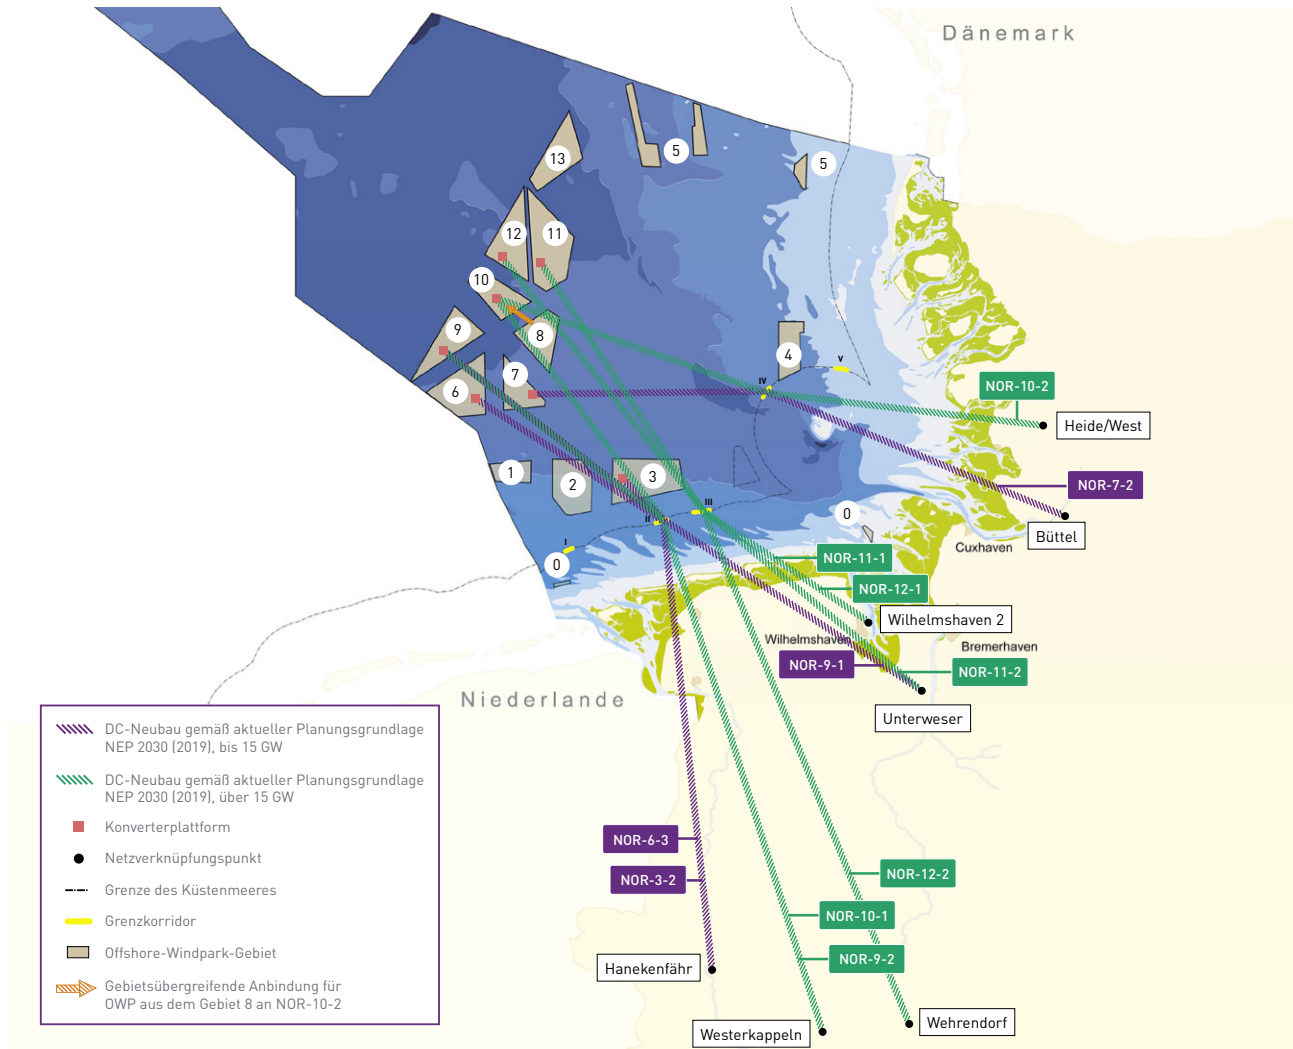 Dänemark
13
5
5
12
11
10
9
8
4
V
7
6
IV
NOR-10-2
Heide/West
1
2
3
NOR-7-2
III
II
0
Büttel
I
0
Cuxhaven
NOR-11-1
NOR-12-1
Wilhelmshaven 2
Wilhelmshaven
Bremerhaven
NOR-9-1
NOR-11-2
Niederlande
Unterweser
DC-Neubau gemäß aktueller Planungsgrundlage
NEP 2030 (2019), bis 15 GW
DC-Neubau gemäß aktueller Planungsgrundlage
NEP 2030 (2019), über 15 GW
Konverterplattform
Netzverknüpfungspunkt
Grenze des Küstenmeeres
Grenzkorridor
Offshore-Windpark-Gebiet
Gebietsübergreifende Anbindung für
OWP aus dem Gebiet 8 an NOR-10-2
NOR-6-3
NOR-3-2
NOR-12-2
NOR-10-1
NOR-9-2
Hanekenfähr
Westerkappeln
Wehrendorf